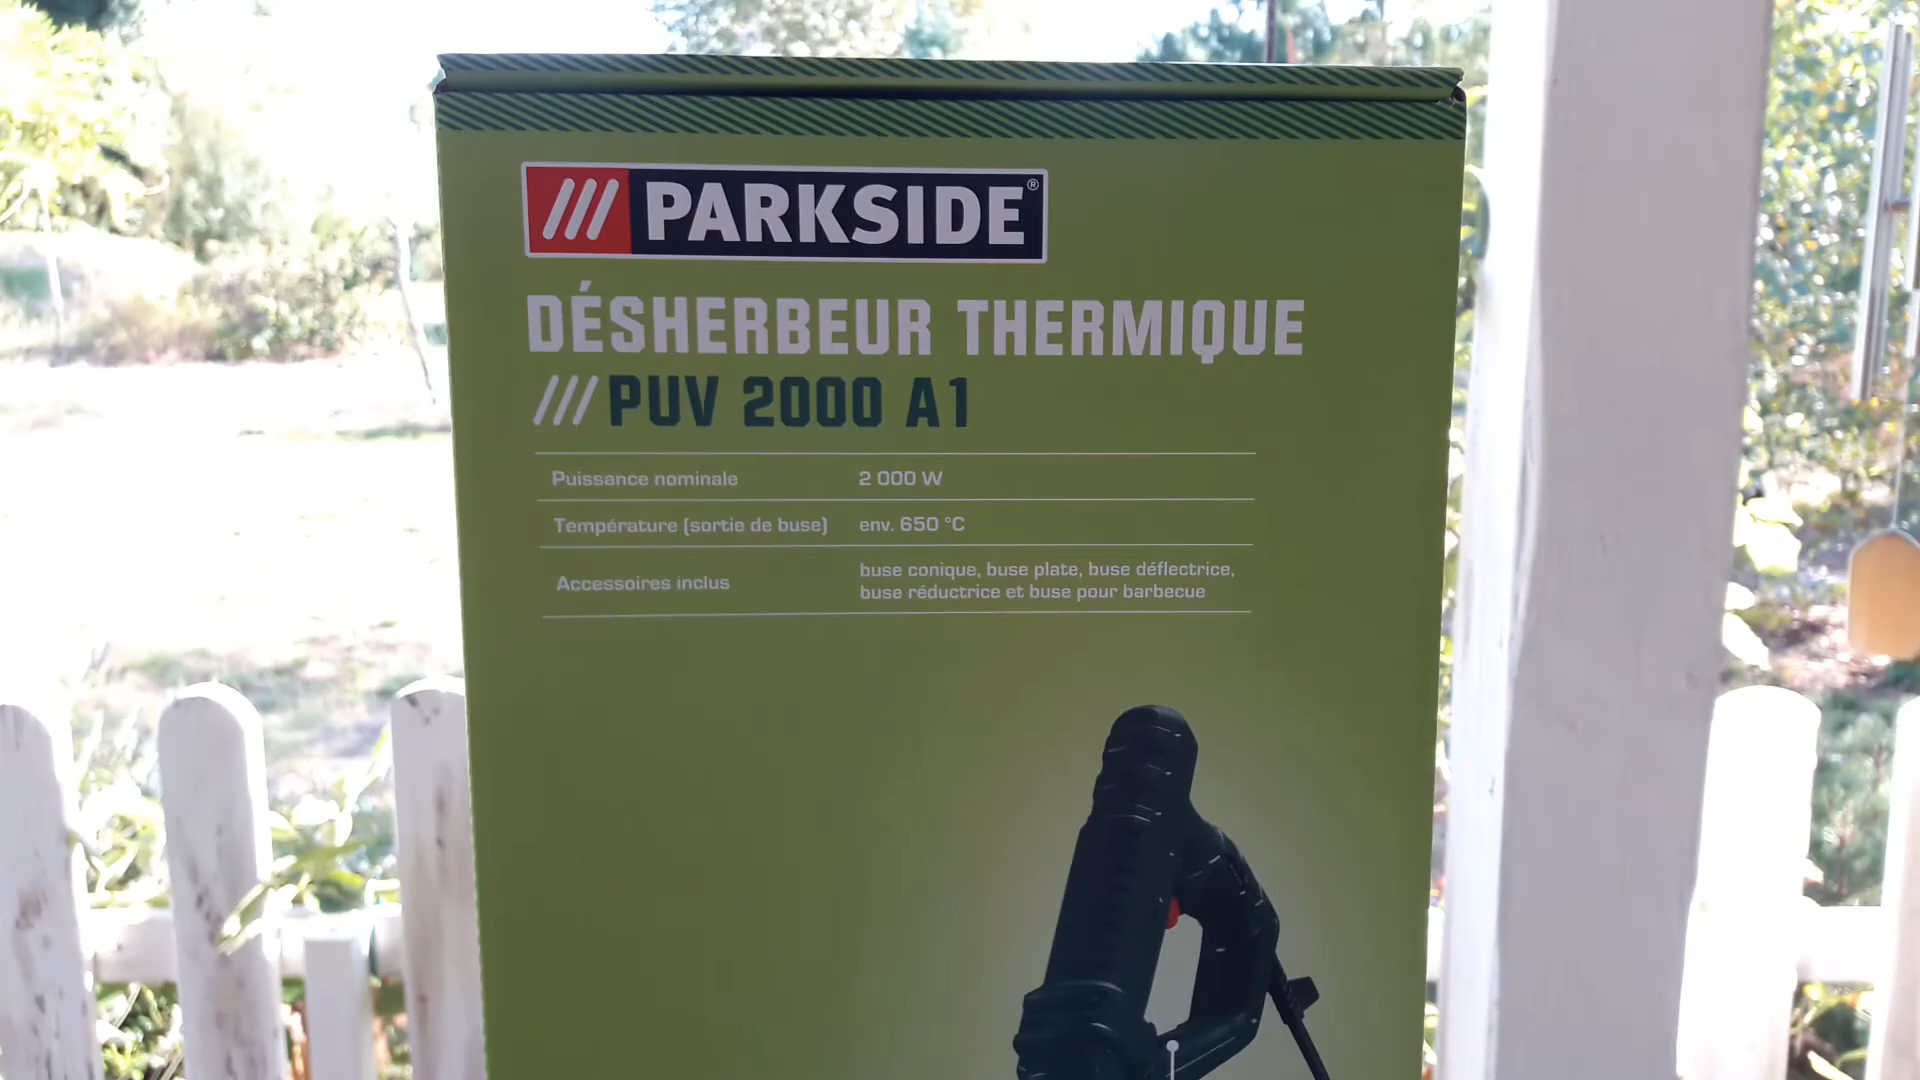 /// PARKSIDE®
DÉSHERBEUR THERMIQUE
/// PUV 2000 A1
Puissance nominale 2 000 W
Température (sortie de buse) env. 650 °C
Accessoires inclus buse conique, buse plate, buse déflectrice,
buse réductrice et buse pour barbecue